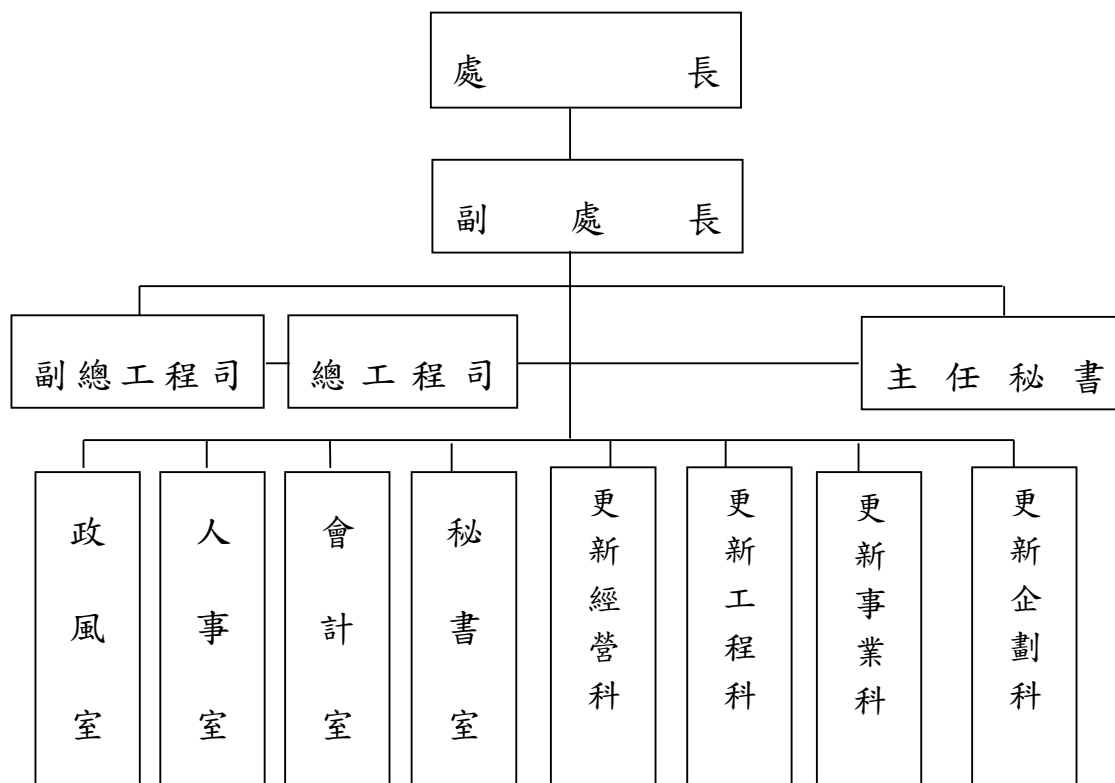 處長
副處長
副總工程司
總工程司
主任秘書
政風室
人事室
會計室
秘書室
更新經營科
更新工程科
更新事業科
更新企劃科